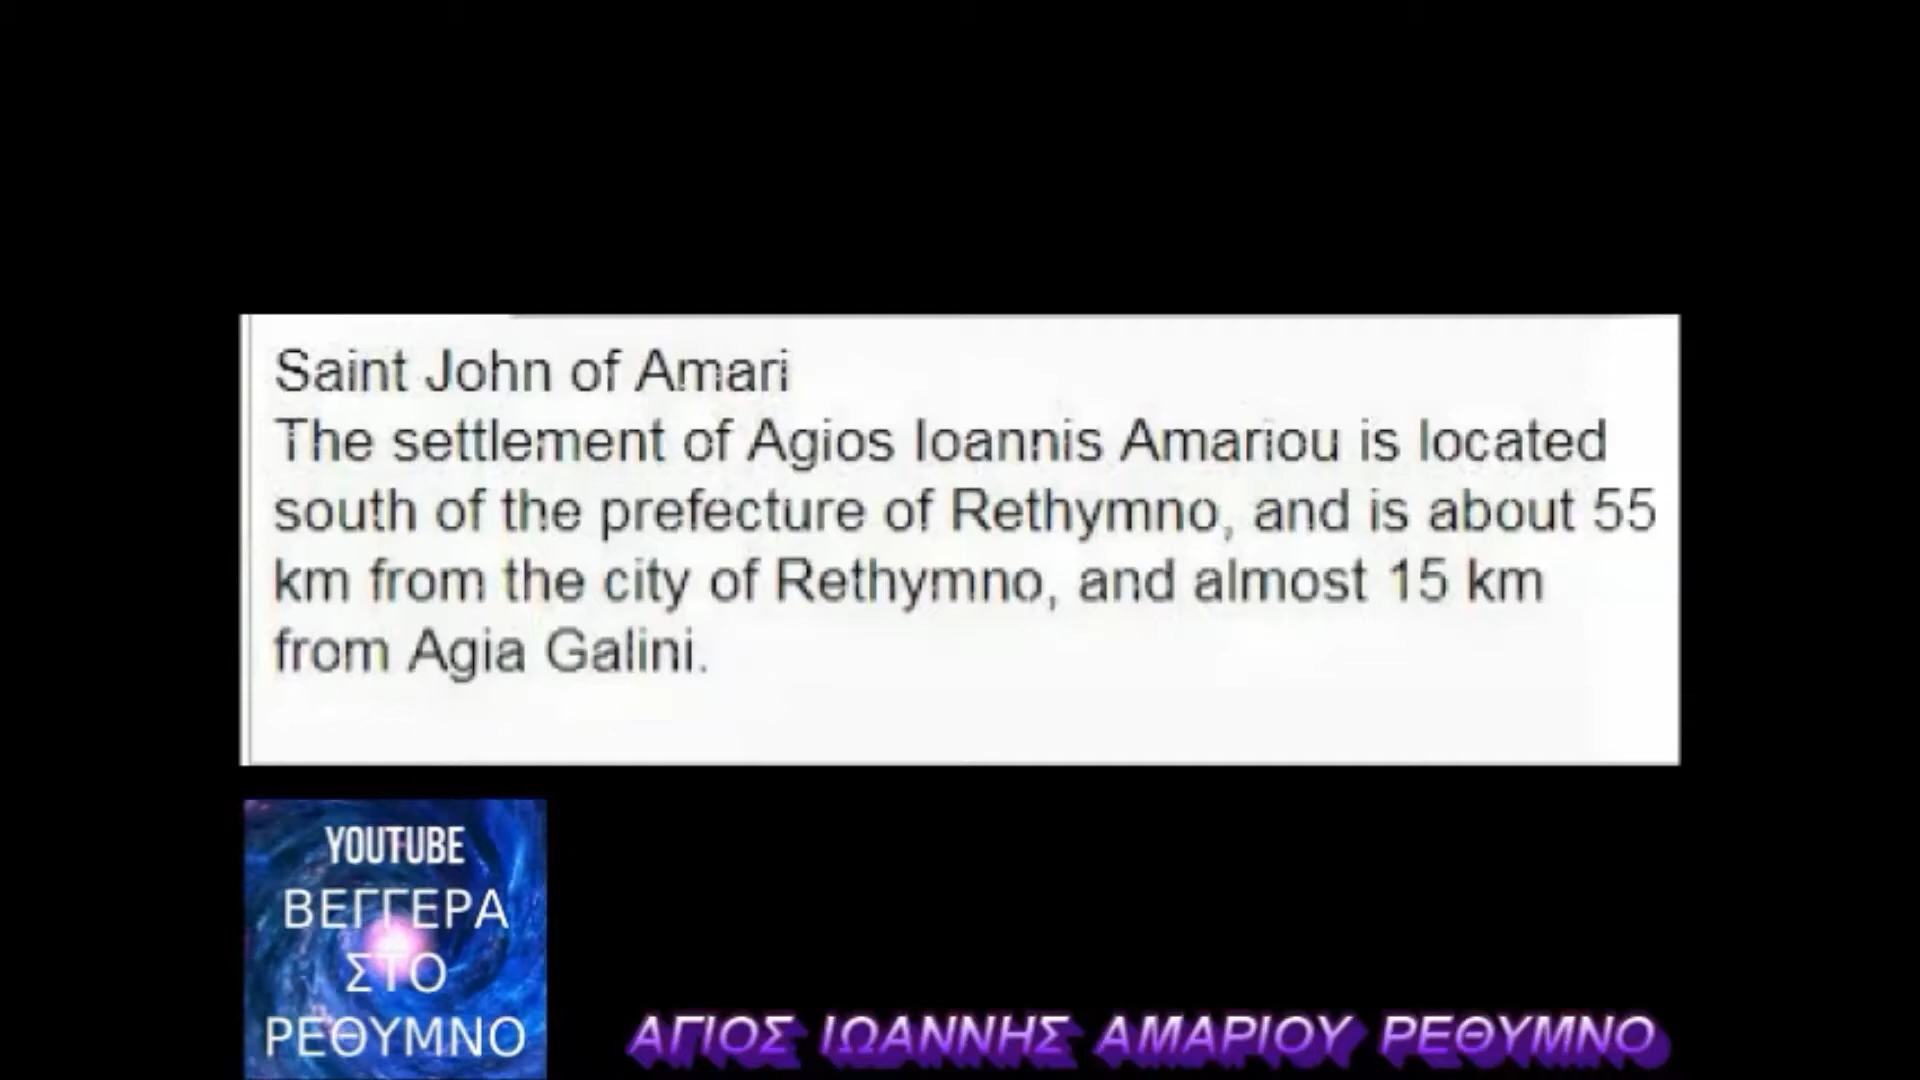 Saint John of Amari
The settlement of Agios Ioannis Amariou is located
south of the prefecture of Rethymno, and is about 55
km from the city of Rethymno, and almost 15 km
from Agia Galini.
YOUTUBE
ΒΕΓΓΕΡΑ
ΣΤΟ
ΡΕΘΥΜΝΟ
ΑΓΙΟΣ ΙΩΑΝΝΗΣ ΑΜΑΡΙΟΥ ΡΕΘΥΜΝΟ